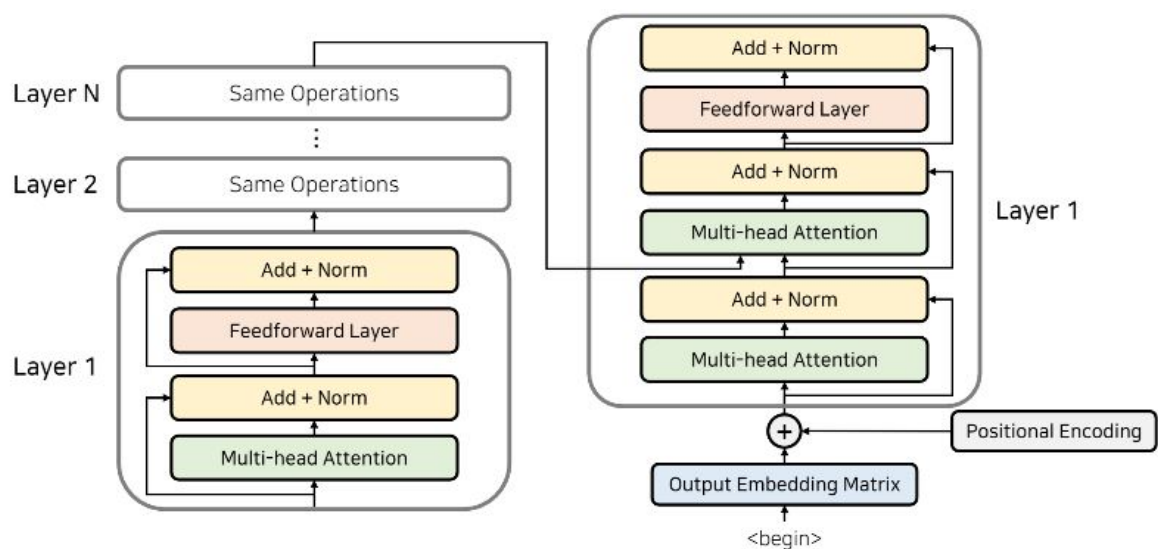 Layer N
Same Operations
Layer 2
Same Operations
Layer 1
Add + Norm
Feedforward Layer
Add + Norm
Multi-head Attention
Add + Norm
Feedforward Layer
Add + Norm
Multi-head Attention
Add + Norm
Multi-head Attention
Layer 1
+
Positional Encoding
Output Embedding Matrix
<begin>